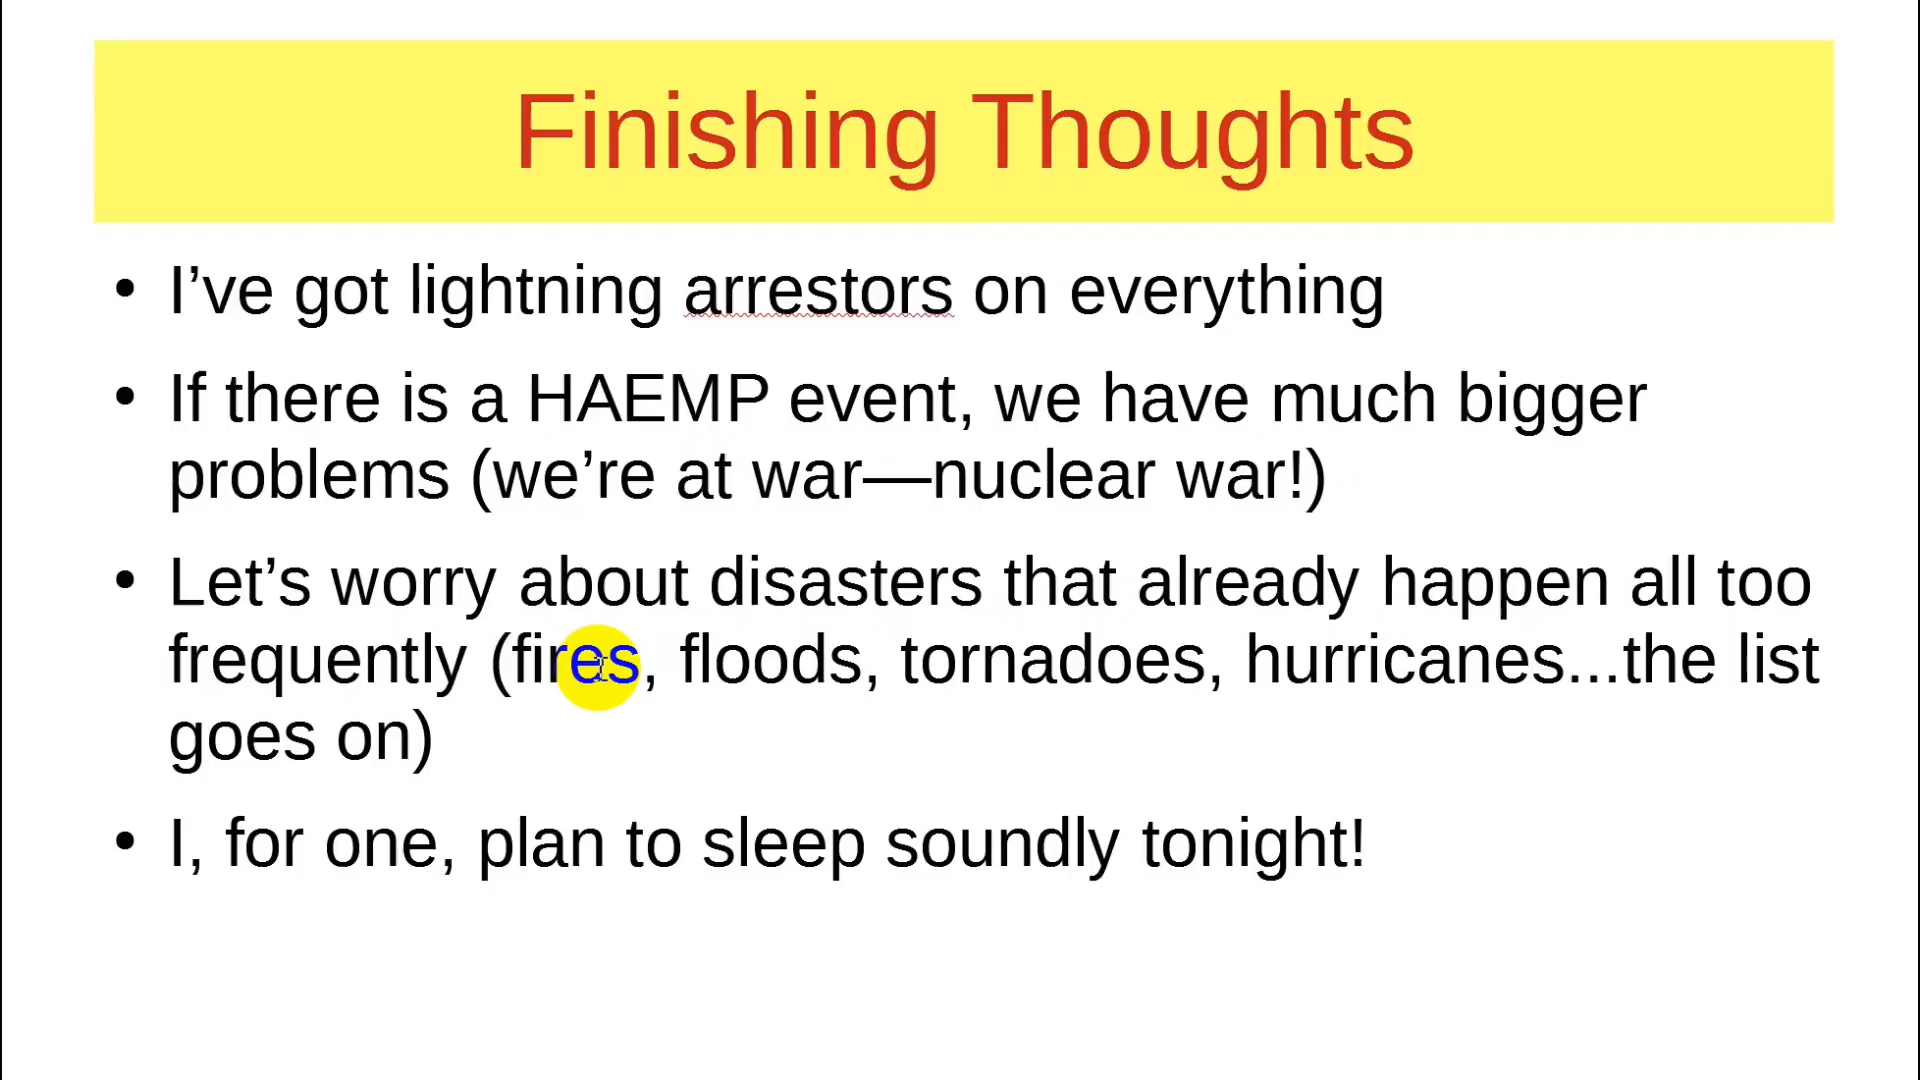 Finishing Thoughts
• I’ve got lightning arrestors on everything
• If there is a HAEMP event, we have much bigger
problems (we’re at war—nuclear war!)
• Let’s worry about disasters that already happen all too
frequently (fires, floods, tornadoes, hurricanes...the list
goes on)
• I, for one, plan to sleep soundly tonight!